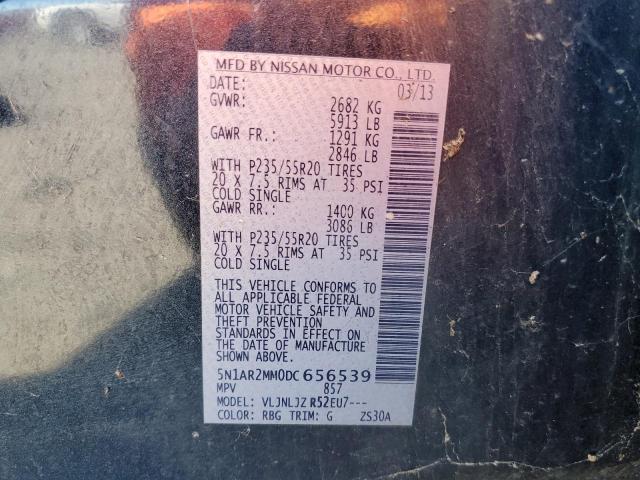 MFD BY NISSAN MOTOR CO., LTD.
DATE: 03/13
GVWR: 2682 KG
5913 LB
GAWR FR.: 1291 KG
2846 LB
WITH P235/55R20 TIRES
20 X 7.5 RIMS AT 35 PSI
COLD SINGLE
GAWR RR.: 1400 KG
3086 LB
WITH P235/55R20 TIRES
20 X 7.5 RIMS AT 35 PSI
COLD SINGLE
THIS VEHICLE CONFORMS TO
ALL APPLICABLE FEDERAL
MOTOR VEHICLE SAFETY AND
THEFT PREVENTION
STANDARDS IN EFFECT ON
THE DATE OF MANUFACTURE
SHOWN ABOVE.
5N1AR2MM0DC656539
MPV 857
MODEL: VLJNLJZ R52EU7---
COLOR: RBG TRIM: G ZS30A